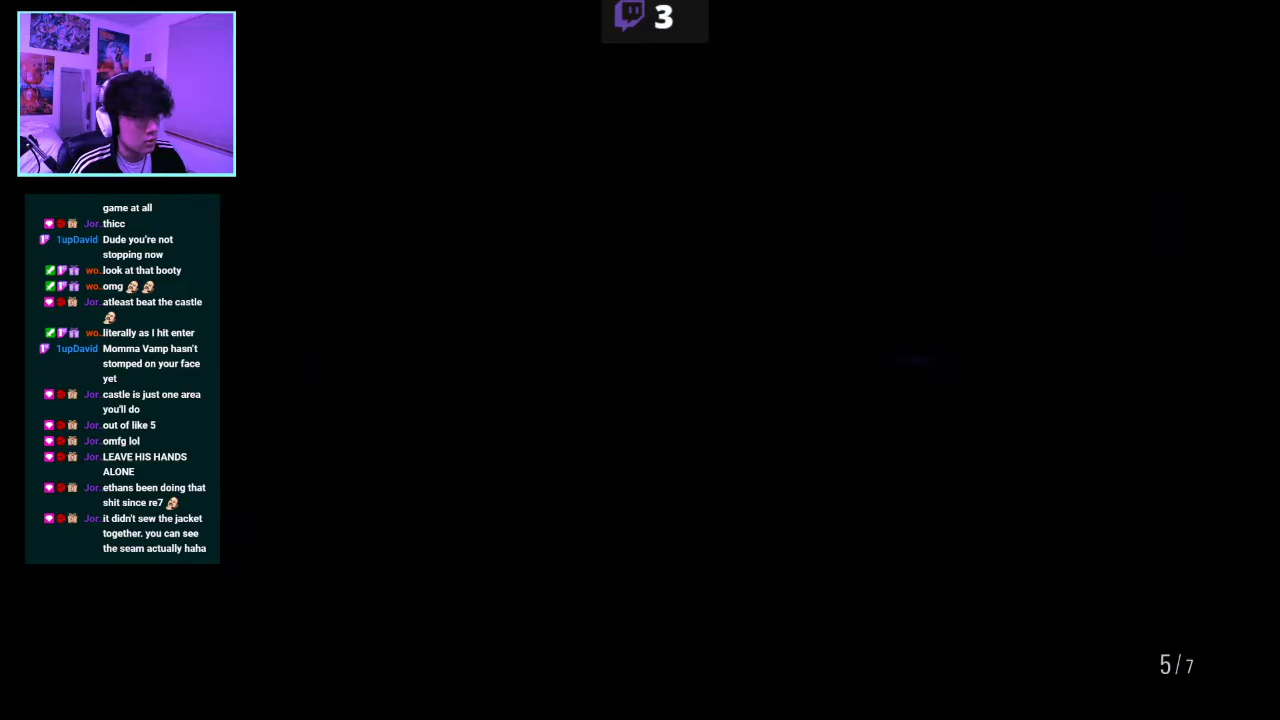 3
game at all
Jor..thicc
1upDavid Dude you're not
stopping now
wo..look at that booty
wo..omg
Jor..atleast beat the castle
wo..literally as I hit enter
1upDavid Momma Vamp hasn't
stomped on your face
yet
Jor..castle is just one area
you'll do
Jor..out of like 5
Jor..omfg lol
Jor..LEAVE HIS HANDS
ALONE
Jor..ethans been doing that
shit since re7
Jor..it didn't sew the jacket
together. you can see
the seam actually haha
5/7